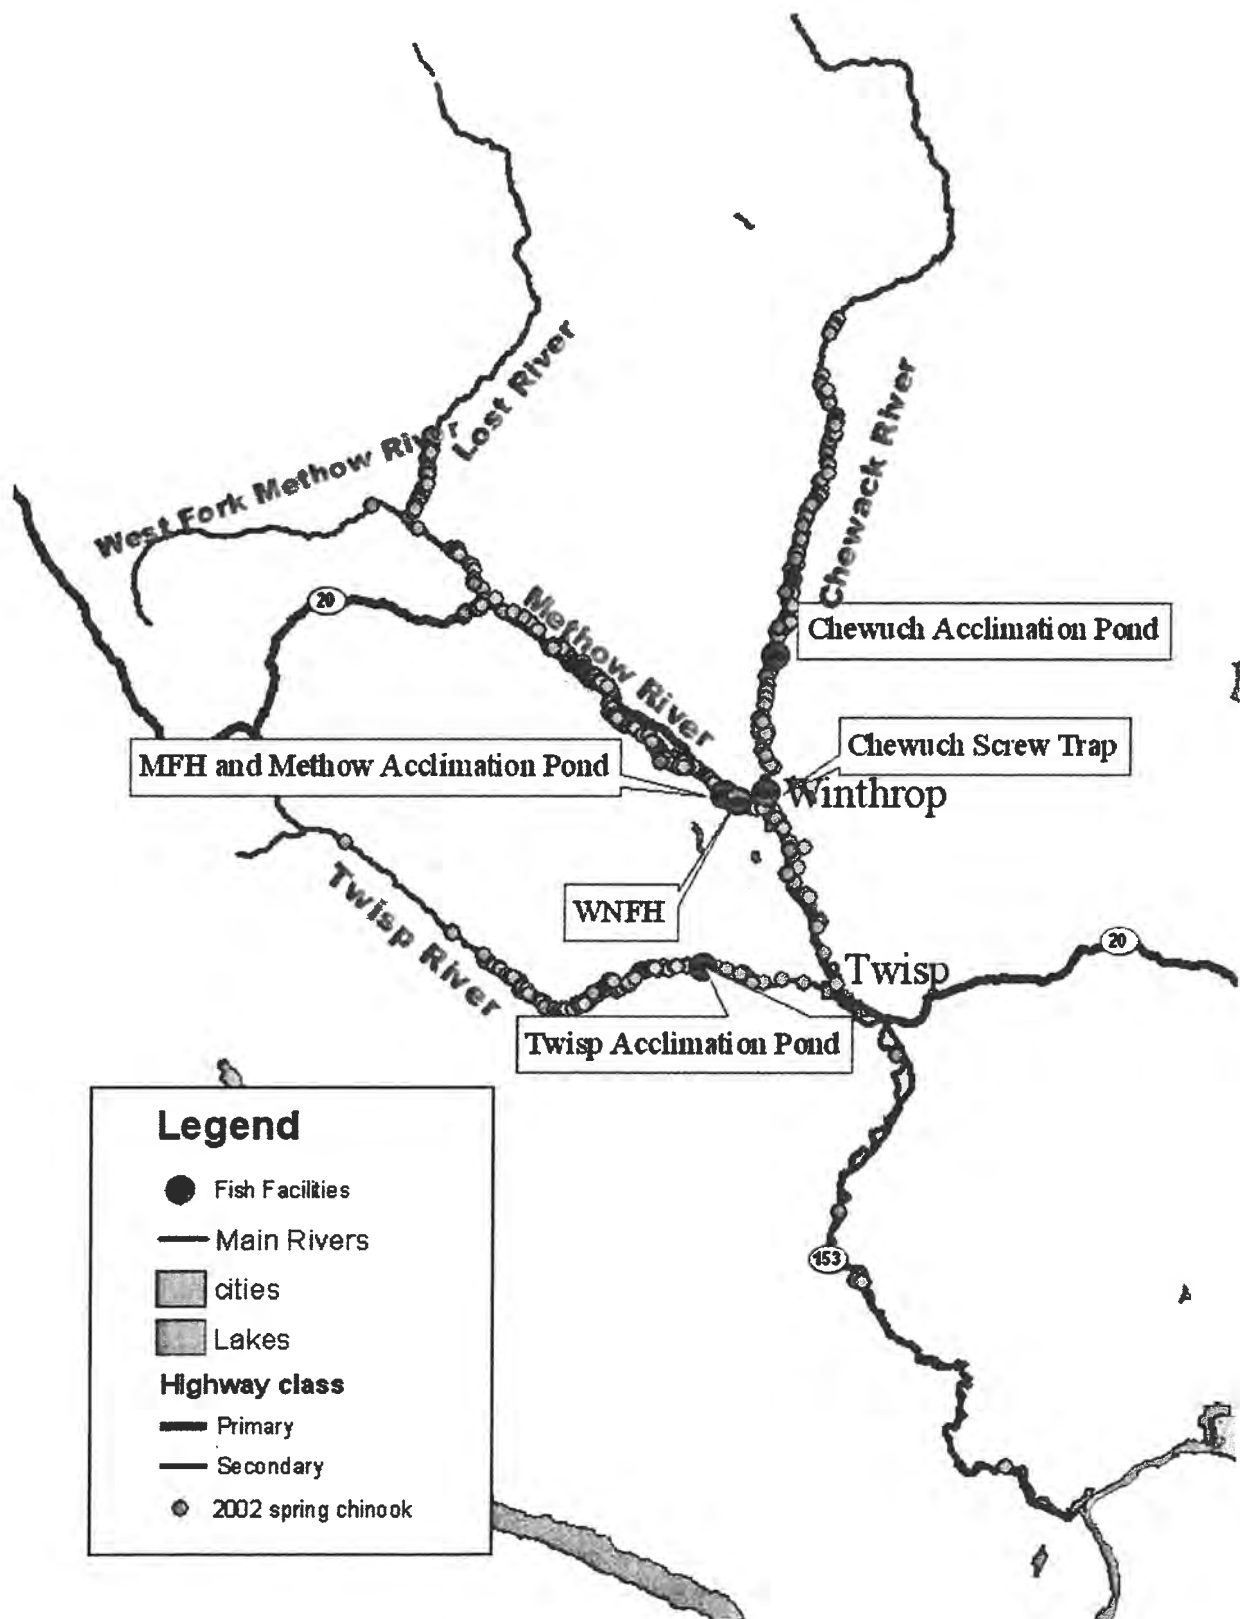 Lost River
West Fork Methow River
Chewack River
20
Methow River
Chewuch Acclimation Pond
Chewuch Screw Trap
MFH and Methow Acclimation Pond
Winthrop
Twisp River
WNFH
20
Twisp
Twisp Acclimation Pond
Legend
Fish Facilities
Main Rivers
cities
Lakes
Highway class
Primary
Secondary
2002 spring chinook
153